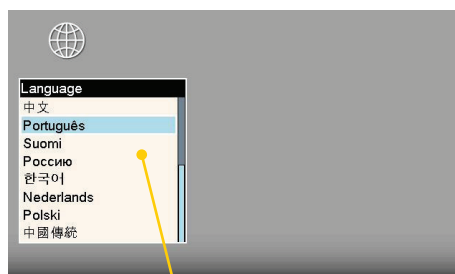 Language
中文
Português
Suomi
Россию
한국어
Nederlands
Polski
中國傳統